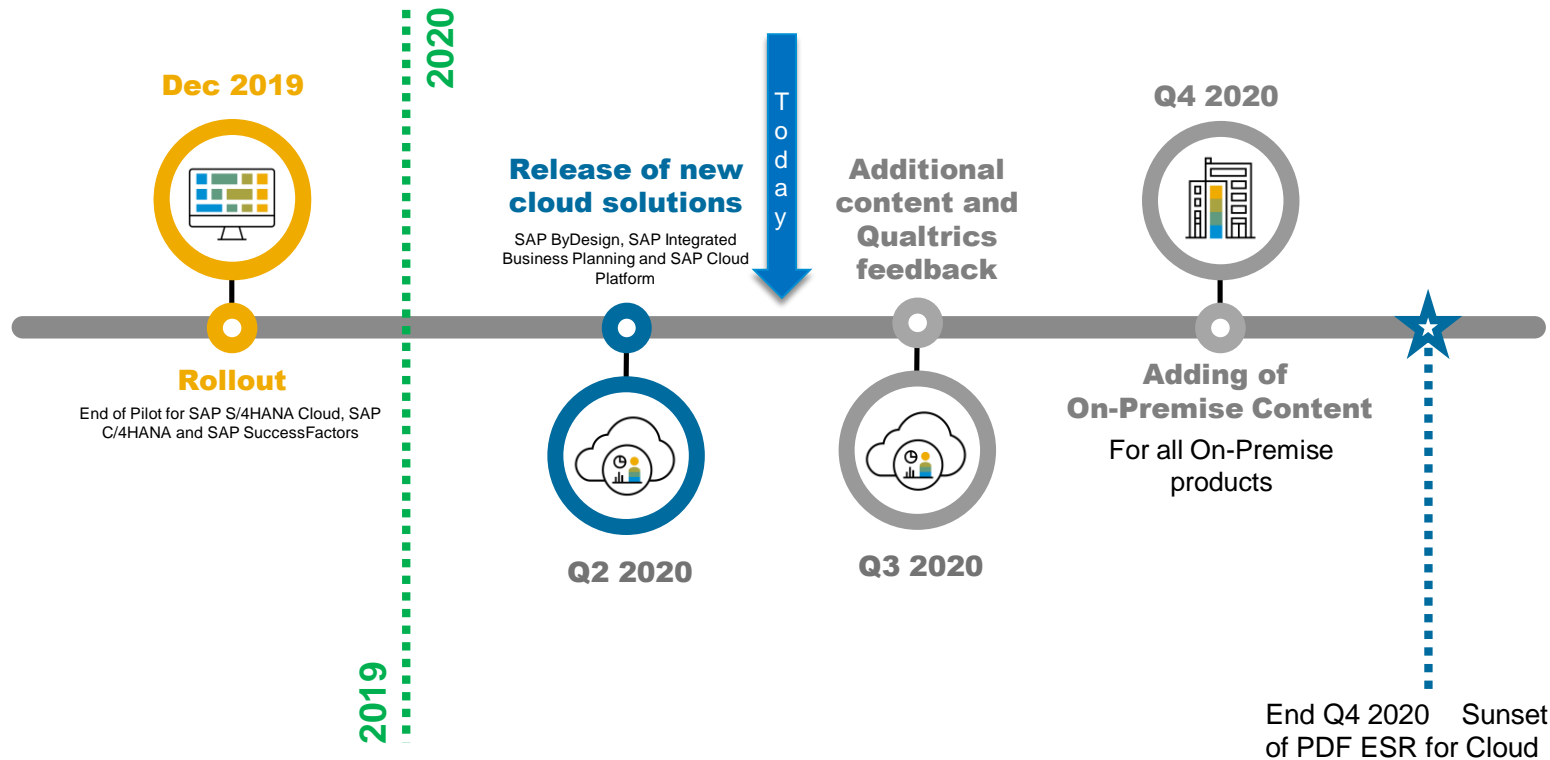 2020
Dec 2019
Rollout
End of Pilot for SAP S/4HANA Cloud, SAP
C/4HANA and SAP SuccessFactors
2019
Release of new
cloud solutions
SAP ByDesign, SAP Integrated
Business Planning and SAP Cloud
Platform
Q2 2020
Today
Additional
content and
Qualtrics
feedback
Q3 2020
Q4 2020
Adding of
On-Premise Content
For all On-Premise
products
End Q4 2020 Sunset
of PDF ESR for Cloud